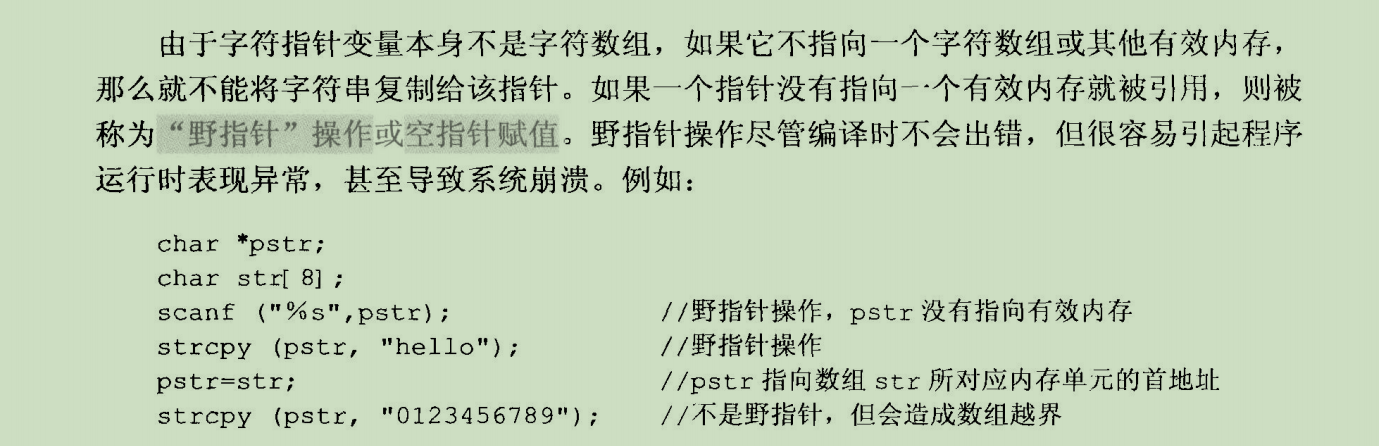 由于字符指针变量本身不是字符数组，如果它不指向一个字符数组或其他有效内存，
那么就不能将字符串复制给该指针。如果一个指针没有指向一个有效内存就被引用，则被
称为“野指针”操作或空指针赋值。野指针操作尽管编译时不会出错，但很容易引起程序
运行时表现异常，甚至导致系统崩溃。例如：
char *pstr;
char str[8];
scanf ("%s",pstr); //野指针操作，pstr 没有指向有效内存
strcpy (pstr, "hello"); //野指针操作
pstr=str; //pstr 指向数组 str 所对应内存单元的首地址
strcpy (pstr, "0123456789"); //不是野指针，但会造成数组越界